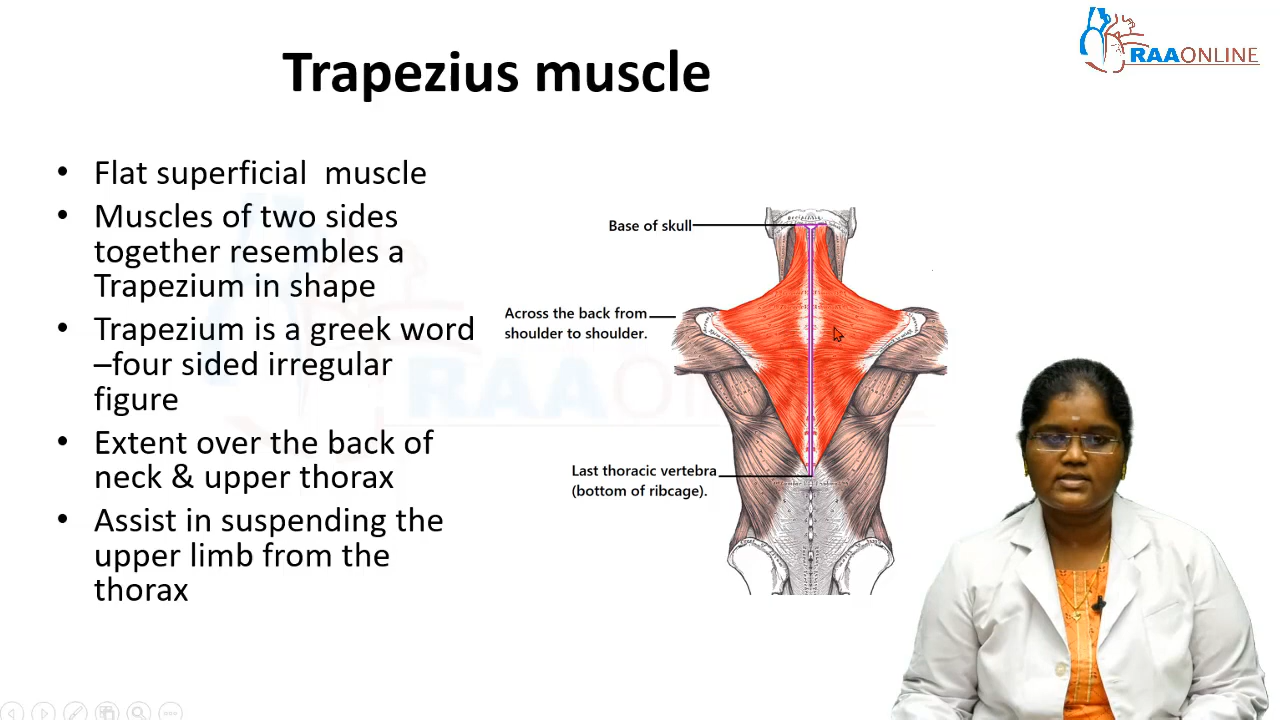 RAAONLINE
Trapezius muscle
• Flat superficial  muscle
• Muscles of two sides
together resembles a
Trapezium in shape
• Trapezium is a greek word
–four sided irregular
figure
• Extent over the back of
neck & upper thorax
• Assist in suspending the
upper limb from the
thorax
Base of skull
Across the back from
shoulder to shoulder.
Last thoracic vertebra
(bottom of ribcage).
RAAONLINE